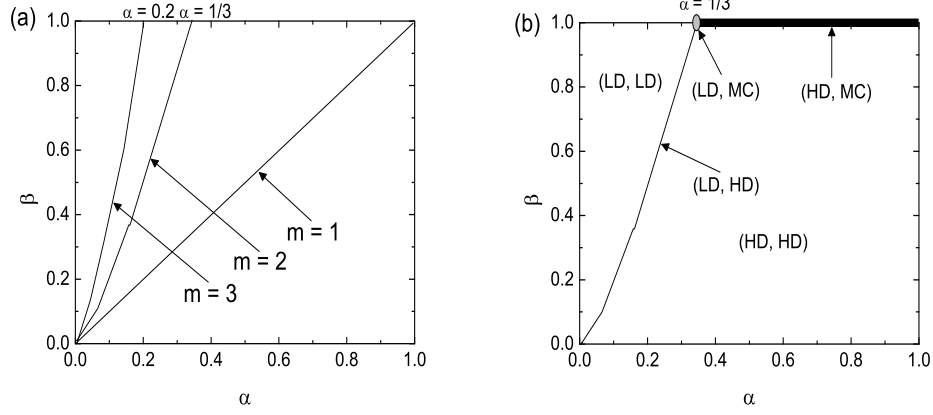 (a)
α = 0.2 α = 1/3
1.0
0.8
0.6
0.4
0.2
0.0
β
m = 1
m = 2
m = 3
0.0 0.2 0.4 0.6 0.8 1.0
α
(b)
α = 1/3
1.0
0.8
0.6
0.4
0.2
0.0
β
(LD, LD)
(LD, MC)
(HD, MC)
(LD, HD)
(HD, HD)
0.0 0.2 0.4 0.6 0.8 1.0
α